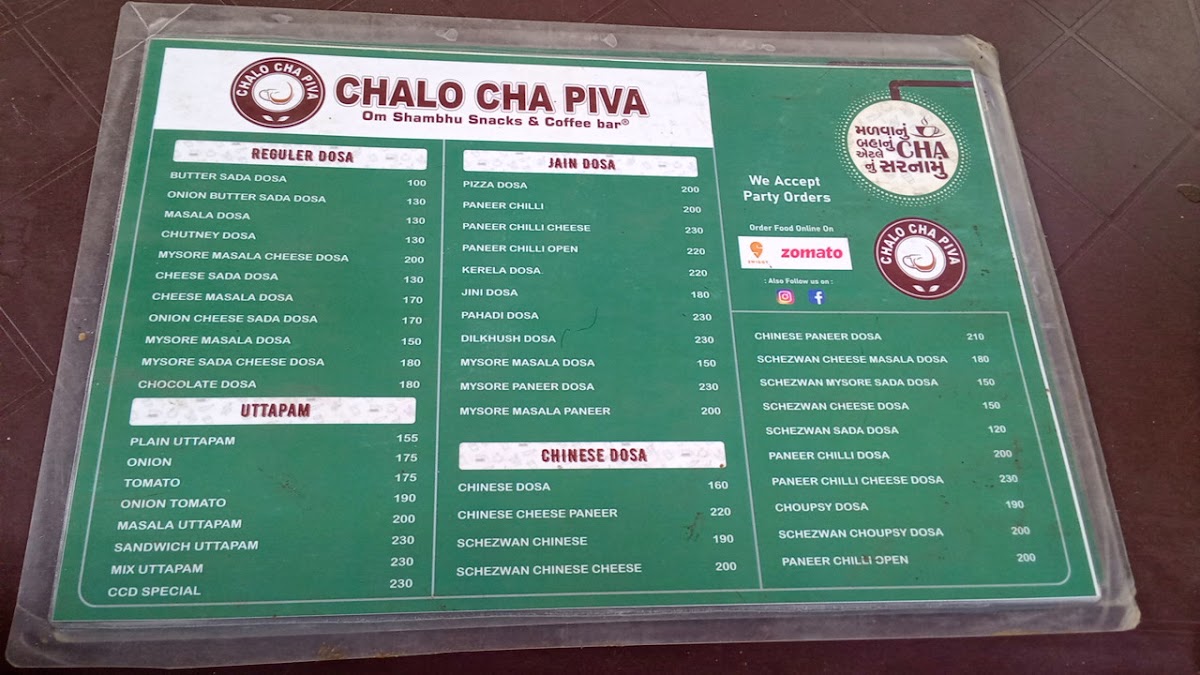 CHALO CHA PIVA
CHALO CHA PIVA
Om Shambhu Snacks & Coffee bar®
REGULER DOSA
BUTTER SADA DOSA 100
ONION BUTTER SADA DOSA 130
MASALA DOSA 130
CHUTNEY DOSA 130
MYSORE MASALA CHEESE DOSA 200
CHEESE SADA DOSA 130
CHEESE MASALA DOSA 170
ONION CHEESE SADA DOSA 170
MYSORE MASALA DOSA 150
MYSORE SADA CHEESE DOSA 180
CHOCOLATE DOSA 180
UTTAPAM
PLAIN UTTAPAM 155
ONION 175
TOMATO 175
ONION TOMATO 190
MASALA UTTAPAM 200
SANDWICH UTTAPAM 230
MIX UTTAPAM 230
CCD SPECIAL 230
JAIN DOSA
PIZZA DOSA 200
PANEER CHILLI 200
PANEER CHILLI CHEESE 230
PANEER CHILLI OPEN 220
KERELA DOSA 220
JINI DOSA 180
PAHADI DOSA 230
DILKHUSH DOSA 230
MYSORE MASALA DOSA 150
MYSORE PANEER DOSA 230
MYSORE MASALA PANEER 200
CHINESE DOSA
CHINESE DOSA 160
CHINESE CHEESE PANEER 220
SCHEZWAN CHINESE 190
SCHEZWAN CHINESE CHEESE 200
મળવાનું
બહાનું
એટલે CHA
નું સરનામું
We Accept
Party Orders
Order Food Online On
SWIGGY zomato
: Also Follow us on :
CHALO CHA PIVA
CHINESE PANEER DOSA 210
SCHEZWAN CHEESE MASALA DOSA 180
SCHEZWAN MYSORE SADA DOSA 150
SCHEZWAN CHEESE DOSA 150
SCHEZWAN SADA DOSA 120
PANEER CHILLI DOSA 200
PANEER CHILLI CHEESE DOSA 230
CHOUPSY DOSA 190
SCHEZWAN CHOUPSY DOSA 200
PANEER CHILLI OPEN 200